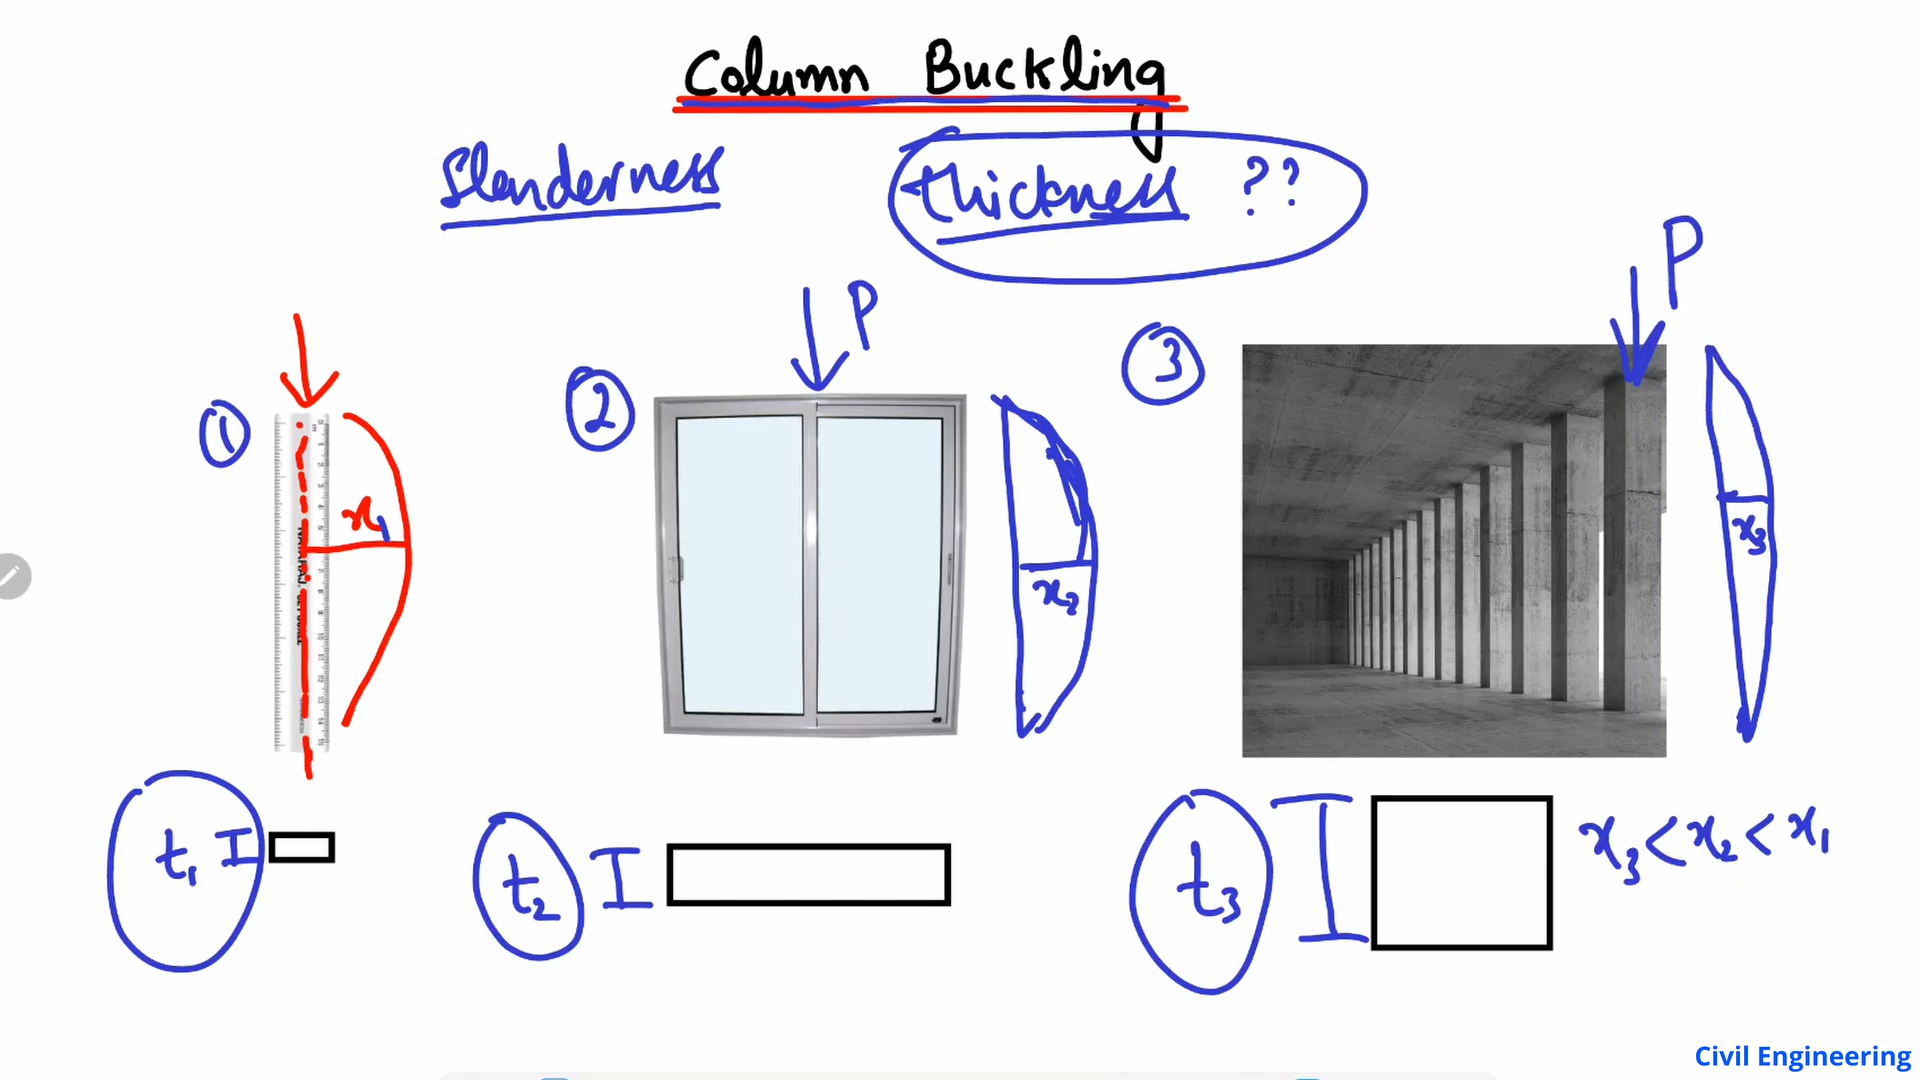 Column Buckling
Slenderness
thickness ??
P
P
1
2
3
x1
x2
x3
t1
t2
t3
x3 < x2 < x1
Civil Engineering